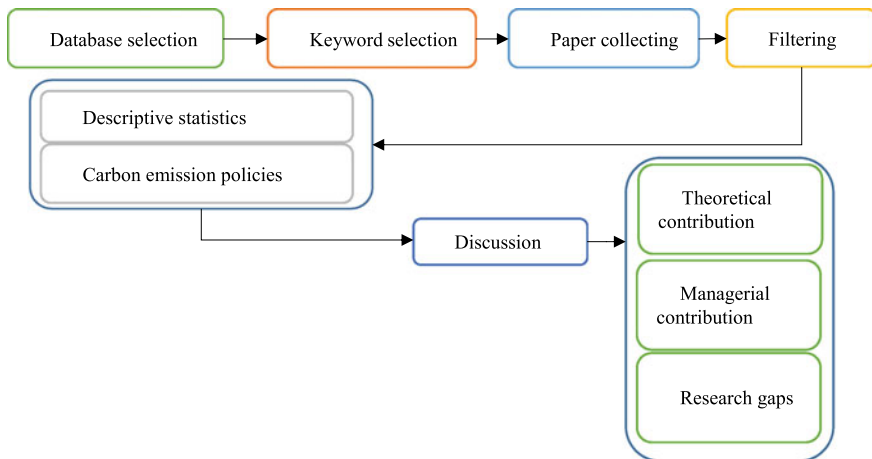 Database selection
Keyword selection
Paper collecting
Filtering
Descriptive statistics
Carbon emission policies
Discussion
Theoretical
contribution
Managerial
contribution
Research gaps